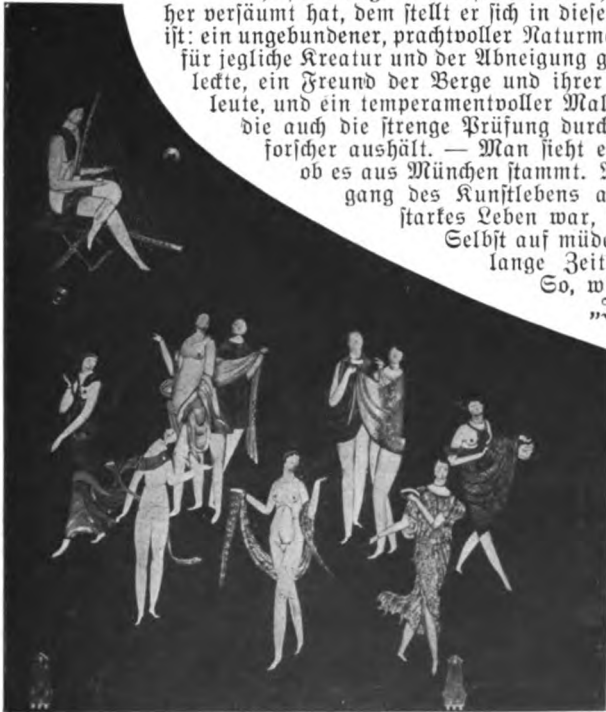 her versäumt hat, dem stellt er sich in diese
ist: ein ungebundener, prachtvoller Naturm
für jegliche Kreatur und der Abneigung g
leckte, ein Freund der Berge und ihrer
leute, und ein temperamentvoller Mal
die auch die strenge Prüfung durch
forscher aushält. — Man sieht e
ob es aus München stammt.
gang des Kunstlebens a
starkes Leben war,
Selbst auf müd
lange Zeit
So, w